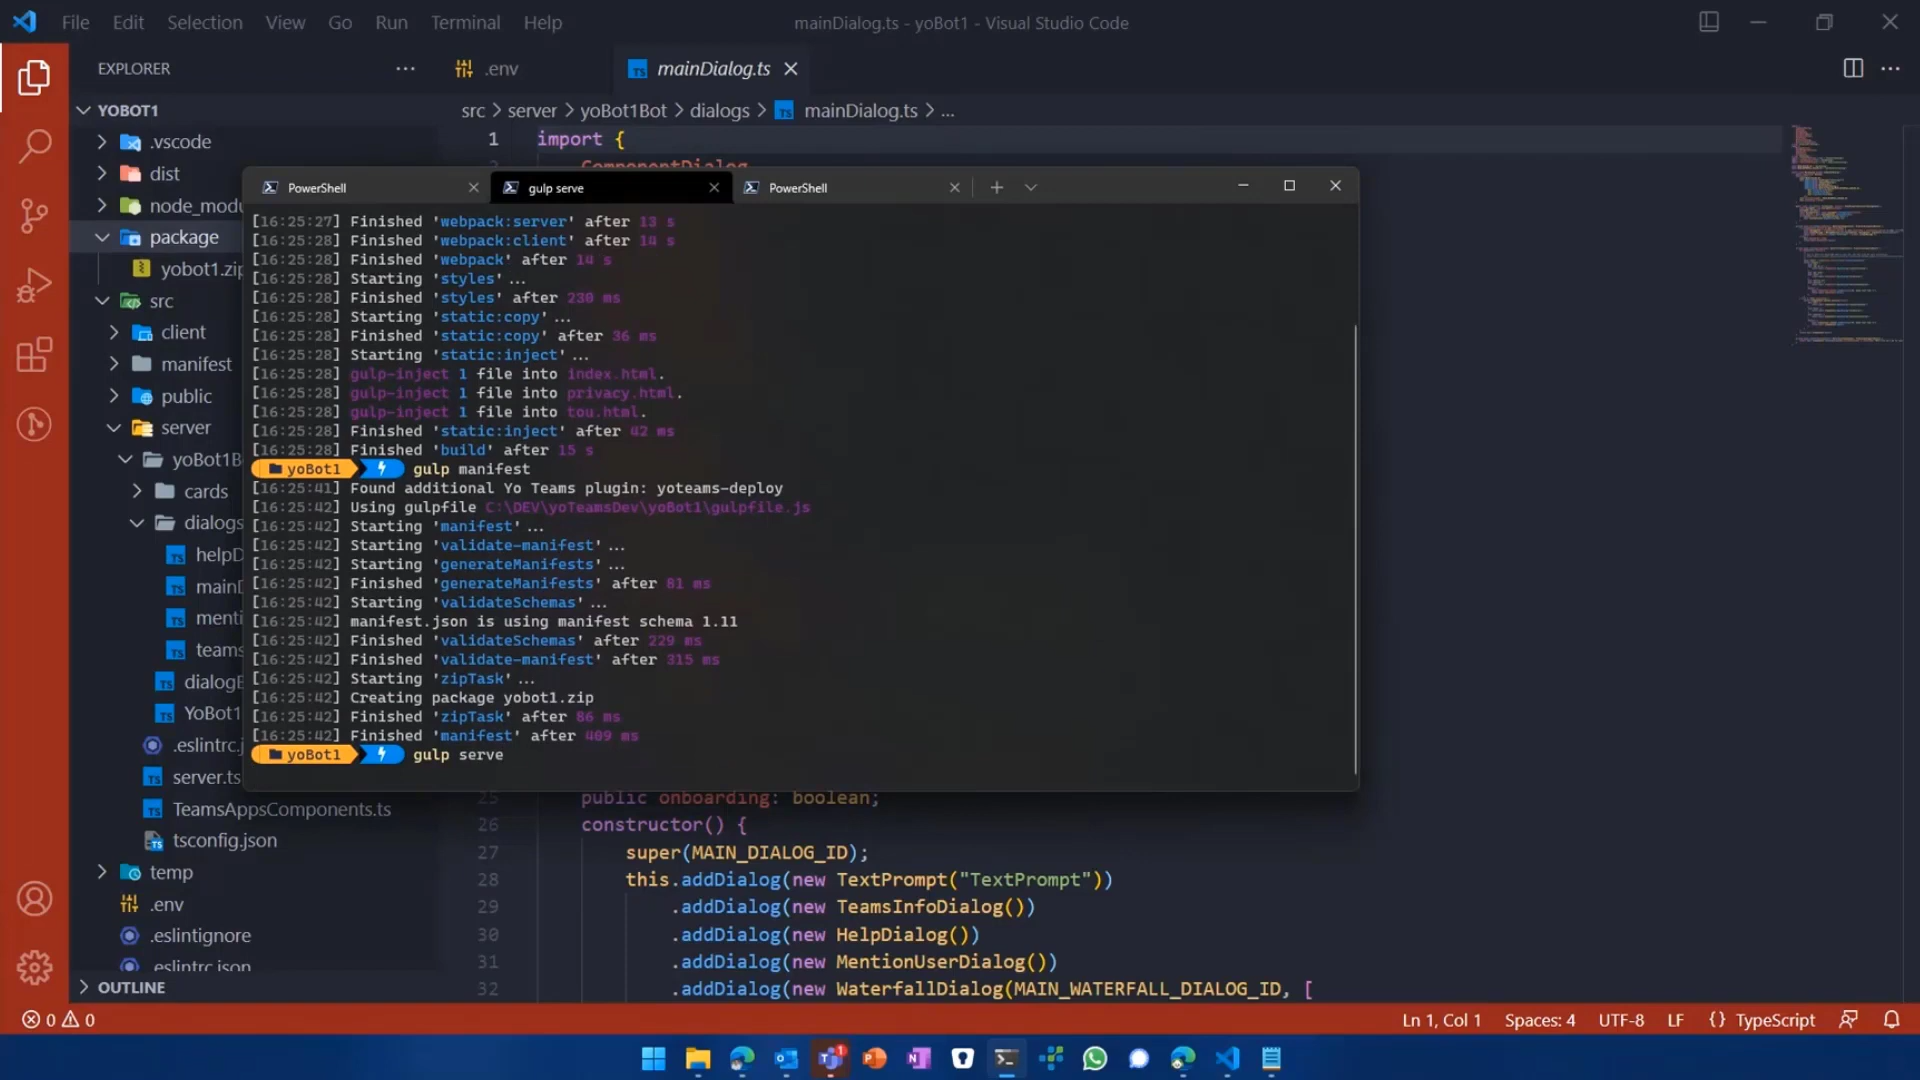 File Edit Selection View Go Run Terminal Help
mainDialog.ts - yoBot1 - Visual Studio Code
EXPLORER
.env
mainDialog.ts
YOBOT1
src > server > yoBot1Bot > dialogs > mainDialog.ts > ...
.vscode
dist
node_modu
package
yobot1.zip
src
client
manifest
public
server
yoBot1B
cards
dialogs
helpD
mainD
menti
teams
dialogB
YoBot1
.eslintrc.j
server.ts
TeamsAppsComponents.ts
tsconfig.json
temp
.env
.eslintignore
.eslintrc.json
OUTLINE
1 import {
2 ComponentDialog
PowerShell
gulp serve
PowerShell
[16:25:27] Finished 'webpack:server' after 13 s
[16:25:28] Finished 'webpack:client' after 14 s
[16:25:28] Finished 'webpack' after 14 s
[16:25:28] Starting 'styles'...
[16:25:28] Finished 'styles' after 230 ms
[16:25:28] Starting 'static:copy'...
[16:25:28] Finished 'static:copy' after 36 ms
[16:25:28] Starting 'static:inject'...
[16:25:28] gulp-inject 1 file into index.html.
[16:25:28] gulp-inject 1 file into privacy.html.
[16:25:28] gulp-inject 1 file into tou.html.
[16:25:28] Finished 'static:inject' after 42 ms
[16:25:28] Finished 'build' after 15 s
yoBot1 gulp manifest
[16:25:41] Found additional Yo Teams plugin: yoteams-deploy
[16:25:42] Using gulpfile C:\DEV\yoTeamsDev\yoBot1\gulpfile.js
[16:25:42] Starting 'manifest'...
[16:25:42] Starting 'validate-manifest'...
[16:25:42] Starting 'generateManifests'...
[16:25:42] Finished 'generateManifests' after 81 ms
[16:25:42] Starting 'validateSchemas'...
[16:25:42] manifest.json is using manifest schema 1.11
[16:25:42] Finished 'validateSchemas' after 229 ms
[16:25:42] Finished 'validate-manifest' after 315 ms
[16:25:42] Starting 'zipTask'...
[16:25:42] Creating package yobot1.zip
[16:25:42] Finished 'zipTask' after 86 ms
[16:25:42] Finished 'manifest' after 409 ms
yoBot1 gulp serve
25 public onboarding: boolean;
26 constructor() {
27 super(MAIN_DIALOG_ID);
28 this.addDialog(new TextPrompt("TextPrompt"))
29 .addDialog(new TeamsInfoDialog())
30 .addDialog(new HelpDialog())
31 .addDialog(new MentionUserDialog())
32 .addDialog(new WaterfallDialog(MAIN_WATERFALL_DIALOG_ID, [
0 0
Ln 1, Col 1 Spaces: 4 UTF-8 LF {} TypeScript
1